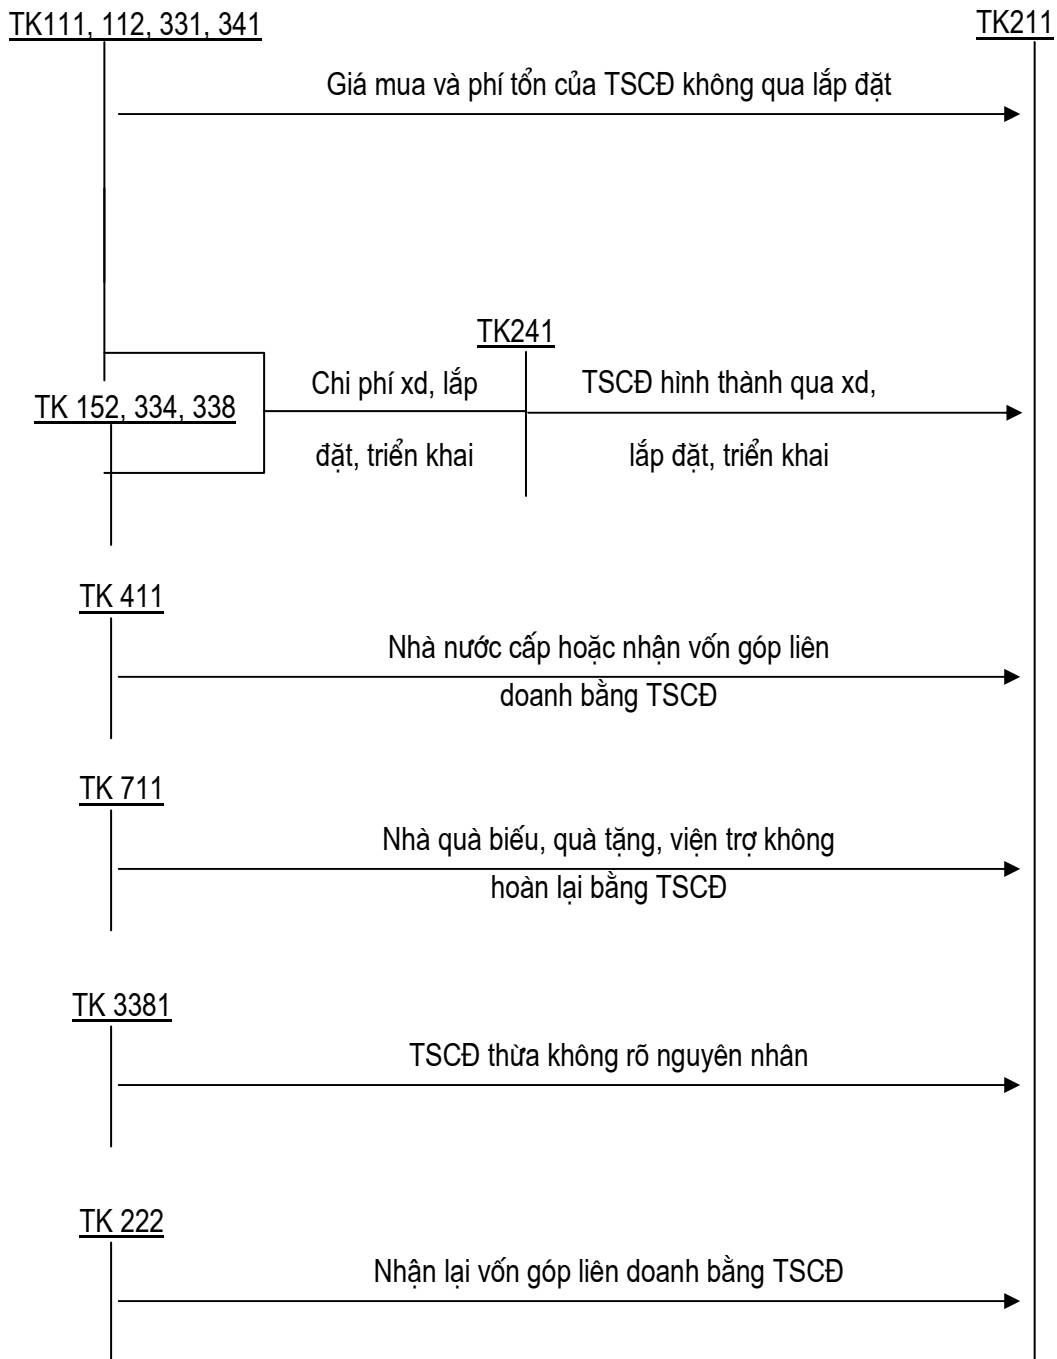 TK111, 112, 331, 341
TK211
Giá mua và phí tổn của TSCĐ không qua lắp đặt
TK241
Chi phí xd, lắp
TSCĐ hình thành qua xd,
TK 152, 334, 338
đặt, triển khai
lắp đặt, triển khai
TK 411
Nhà nước cấp hoặc nhận vốn góp liên
doanh bằng TSCĐ
TK 711
Nhà quà biếu, quà tặng, viện trợ không
hoàn lại bằng TSCĐ
TK 3381
TSCĐ thừa không rõ nguyên nhân
TK 222
Nhận lại vốn góp liên doanh bằng TSCĐ